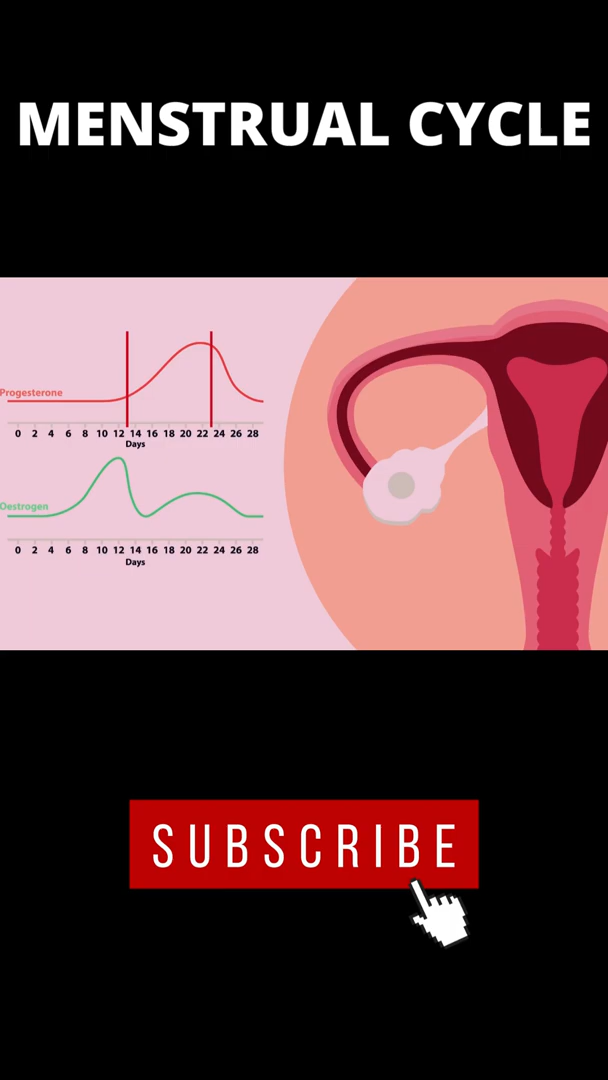 MENSTRUAL CYCLE
Progesterone
0 2 4 6 8 10 12 14 16 18 20 22 24 26 28
Days
Oestrogen
0 2 4 6 8 10 12 14 16 18 20 22 24 26 28
Days
SUBSCRIBE